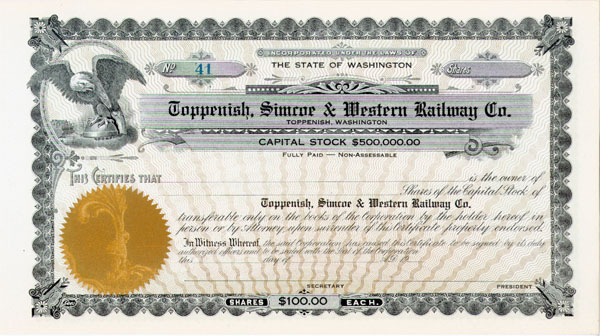 INCORPORATED UNDER THE LAWS OF
THE STATE OF WASHINGTON
No 41
Shares
Toppenish, Simcoe & Western Railway Co.
TOPPENISH, WASHINGTON
CAPITAL STOCK $500,000.00
FULLY PAID — NON-ASSESSABLE
THIS CERTIFIES THAT
is the owner of
Shares of the Capital Stock of
Toppenish, Simcoe & Western Railway Co.
transferable only on the books of the Corporation by the holder hereof in
person or by Attorney upon surrender of this Certificate properly endorsed.
In Witness Whereof, the said Corporation has caused this Certificate to be signed by its duly
authorized officers and to be sealed with the Seal of the Corporation
this day of
SECRETARY PRESIDENT
SHARES $100.00 EACH